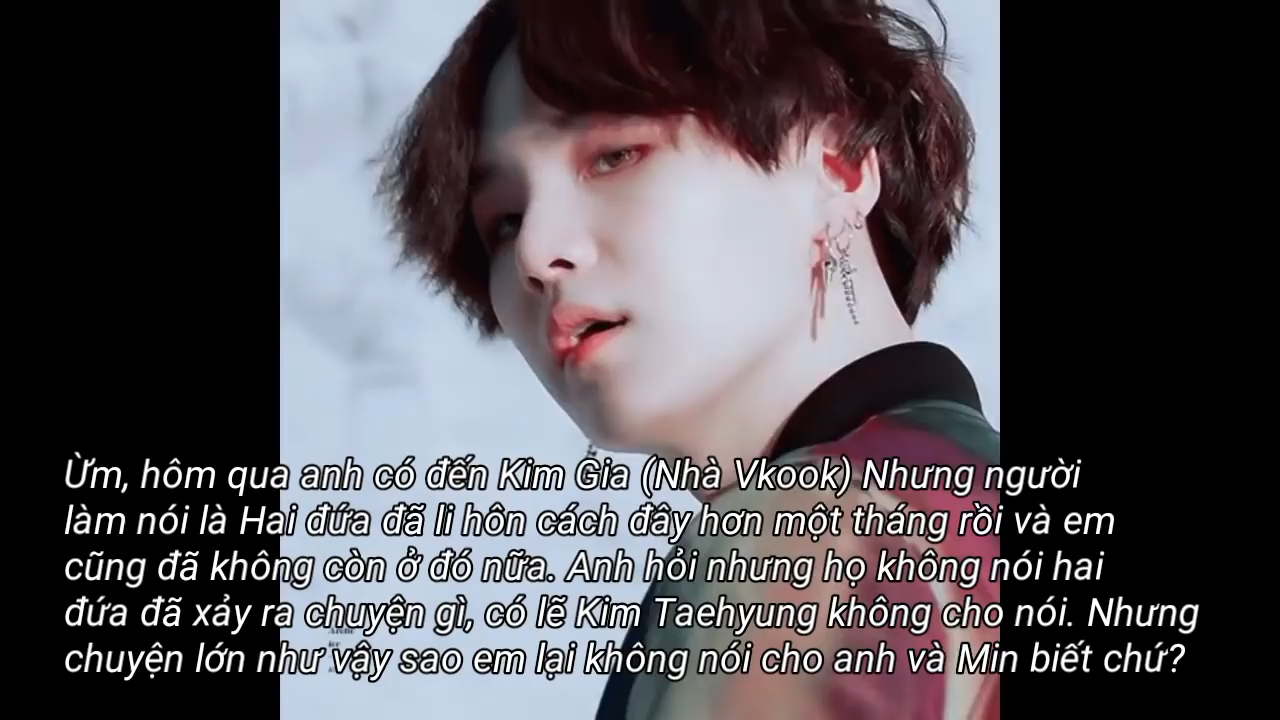 Ừm, hôm qua anh có đến Kim Gia (Nhà Vkook) Nhưng người
làm nói là Hai đứa đã li hôn cách đây hơn một tháng rồi và em
cũng đã không còn ở đó nữa. Anh hỏi nhưng họ không nói hai
đứa đã xảy ra chuyện gì, có lẽ Kim Taehyung không cho nói. Nhưng
chuyện lớn như vậy sao em lại không nói cho anh và Min biết chứ?